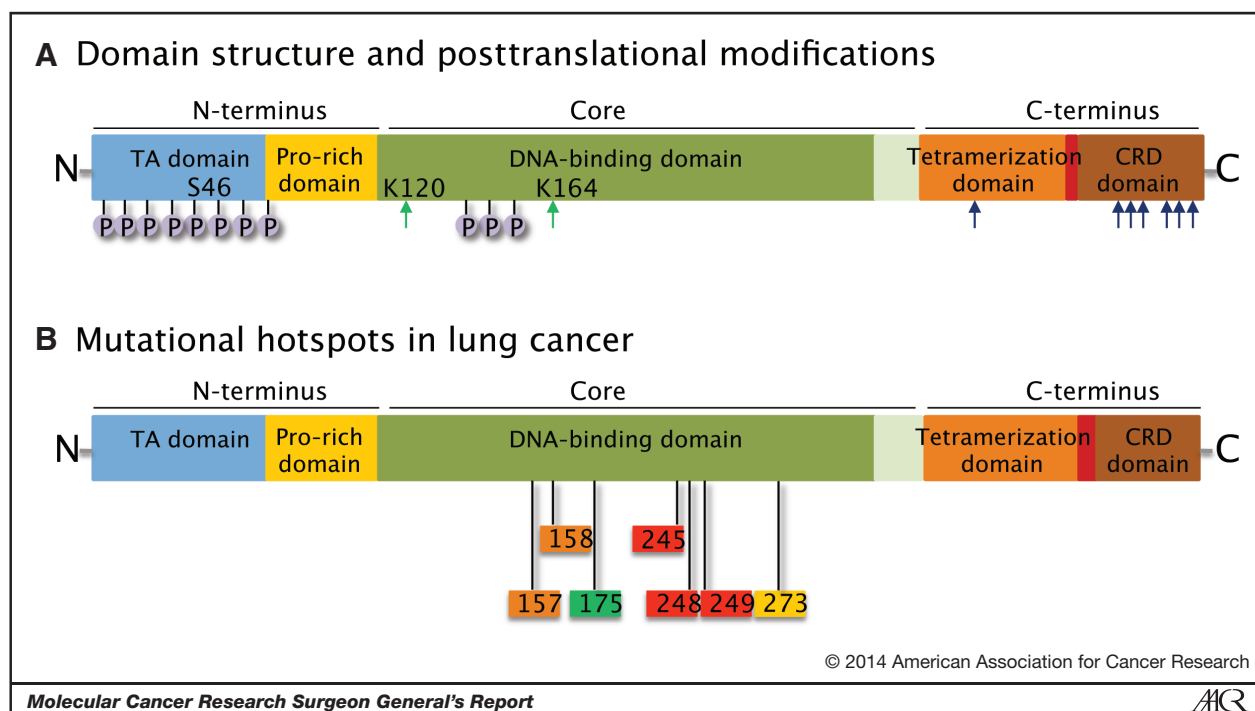 A Domain structure and posttranslational modifications
N-terminus Core C-terminus
N TA domain Pro-rich domain DNA-binding domain Tetramerization domain CRD domain C
S46 K120 K164
P P P P P P P P P P P
B Mutational hotspots in lung cancer
N-terminus Core C-terminus
N TA domain Pro-rich domain DNA-binding domain Tetramerization domain CRD domain C
158 245
157 175 248 249 273
© 2014 American Association for Cancer Research
Molecular Cancer Research Surgeon General's Report AACR